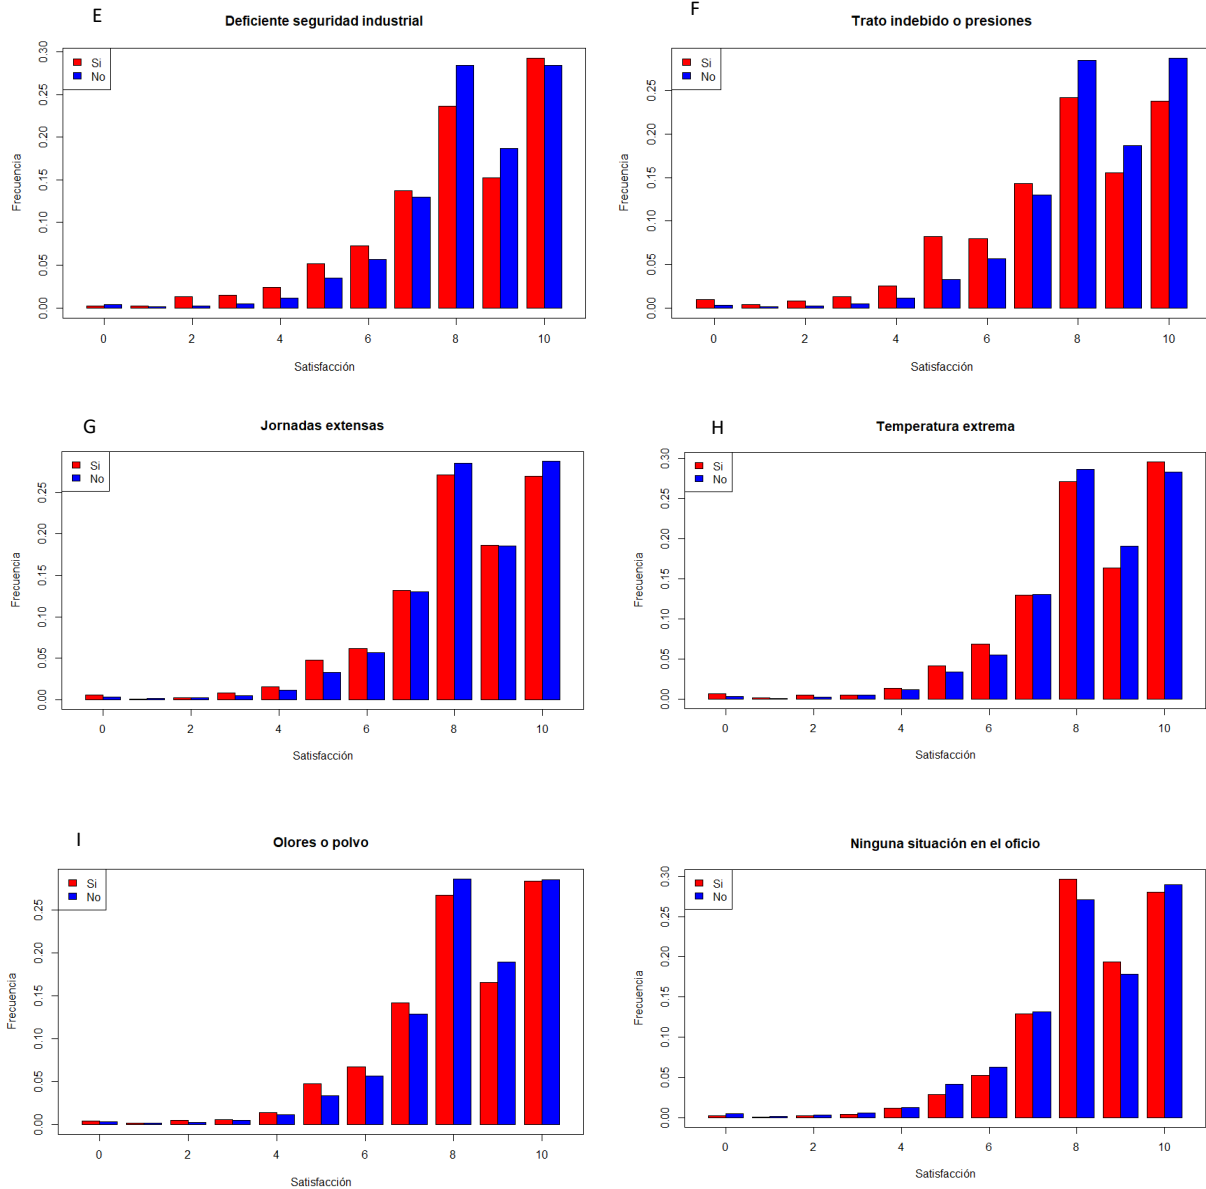 E
Deficiente seguridad industrial
Si
No
0.30
0.25
0.20
0.15
0.10
0.05
0.00
Frecuencia
0 2 4 6 8 10
Satisfacción
F
Trato indebido o presiones
Si
No
0.25
0.20
0.15
0.10
0.05
0.00
Frecuencia
0 2 4 6 8 10
Satisfacción
G
Jornadas extensas
Si
No
0.25
0.20
0.15
0.10
0.05
0.00
Frecuencia
0 2 4 6 8 10
Satisfacción
H
Temperatura extrema
Si
No
0.30
0.25
0.20
0.15
0.10
0.05
0.00
Frecuencia
0 2 4 6 8 10
Satisfacción
I
Olores o polvo
Si
No
0.25
0.20
0.15
0.10
0.05
0.00
Frecuencia
0 2 4 6 8 10
Satisfacción
Ninguna situación en el oficio
Si
No
0.30
0.25
0.20
0.15
0.10
0.05
0.00
Frecuencia
0 2 4 6 8 10
Satisfacción